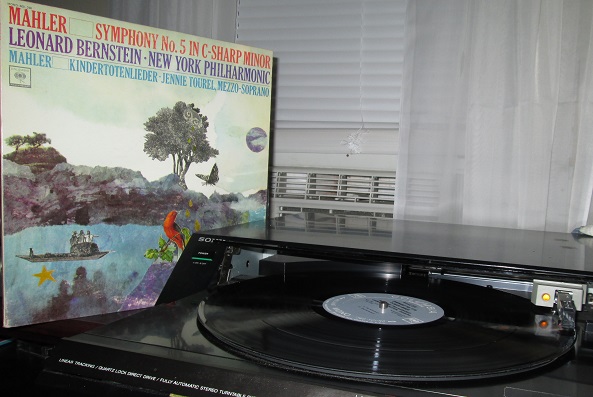 MAHLER SYMPHONY No. 5 IN C-SHARP MINOR
LEONARD BERNSTEIN · NEW YORK PHILHARMONIC
MAHLER KINDERTOTENLIEDER · JENNIE TOUREL, MEZZO-SOPRANO
SO
LINEAR TRACKING / QUARTZ LOCK DIRECT DRIVE / FULLY AUTOMATIC STEREO TURNTABLE